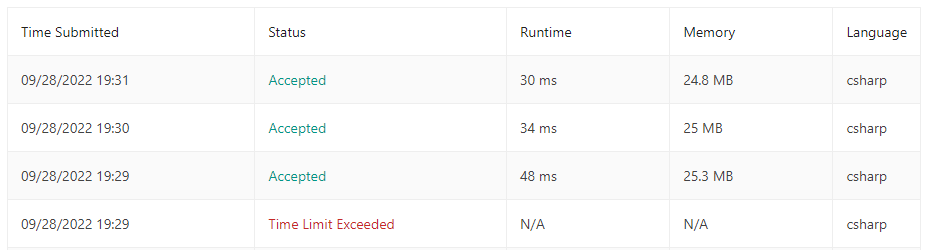 Time Submitted Status Runtime Memory Language
09/28/2022 19:31 Accepted 30 ms 24.8 MB csharp
09/28/2022 19:30 Accepted 34 ms 25 MB csharp
09/28/2022 19:29 Accepted 48 ms 25.3 MB csharp
09/28/2022 19:29 Time Limit Exceeded N/A N/A csharp